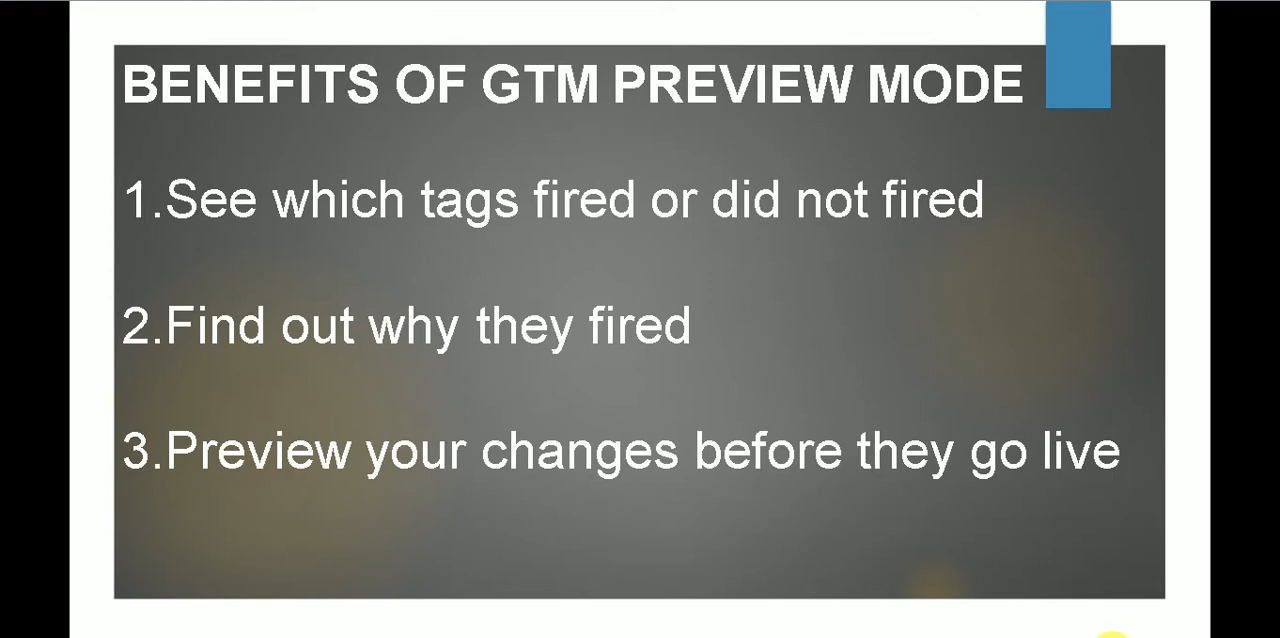 BENEFITS OF GTM PREVIEW MODE
1.See which tags fired or did not fired
2.Find out why they fired
3.Preview your changes before they go live